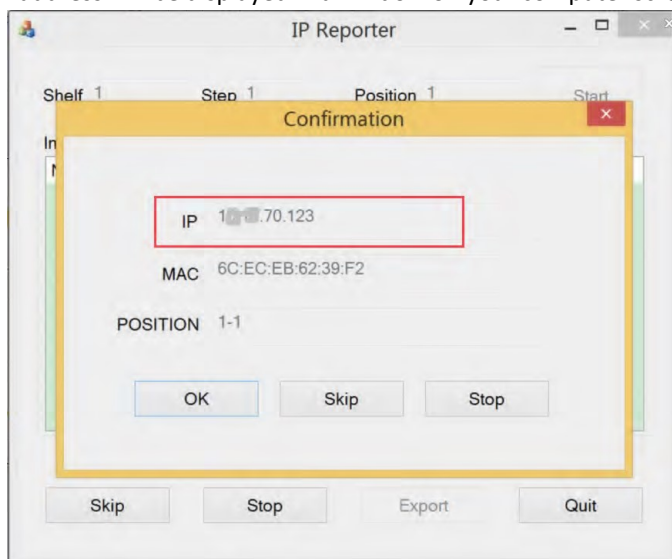 IP Reporter
Shelf 1 Step 1 Position 1 Start
Confirmation
IP .70.123
MAC 6C:EC:EB:62:39:F2
POSITION 1-1
OK Skip Stop
Skip Stop Export Quit